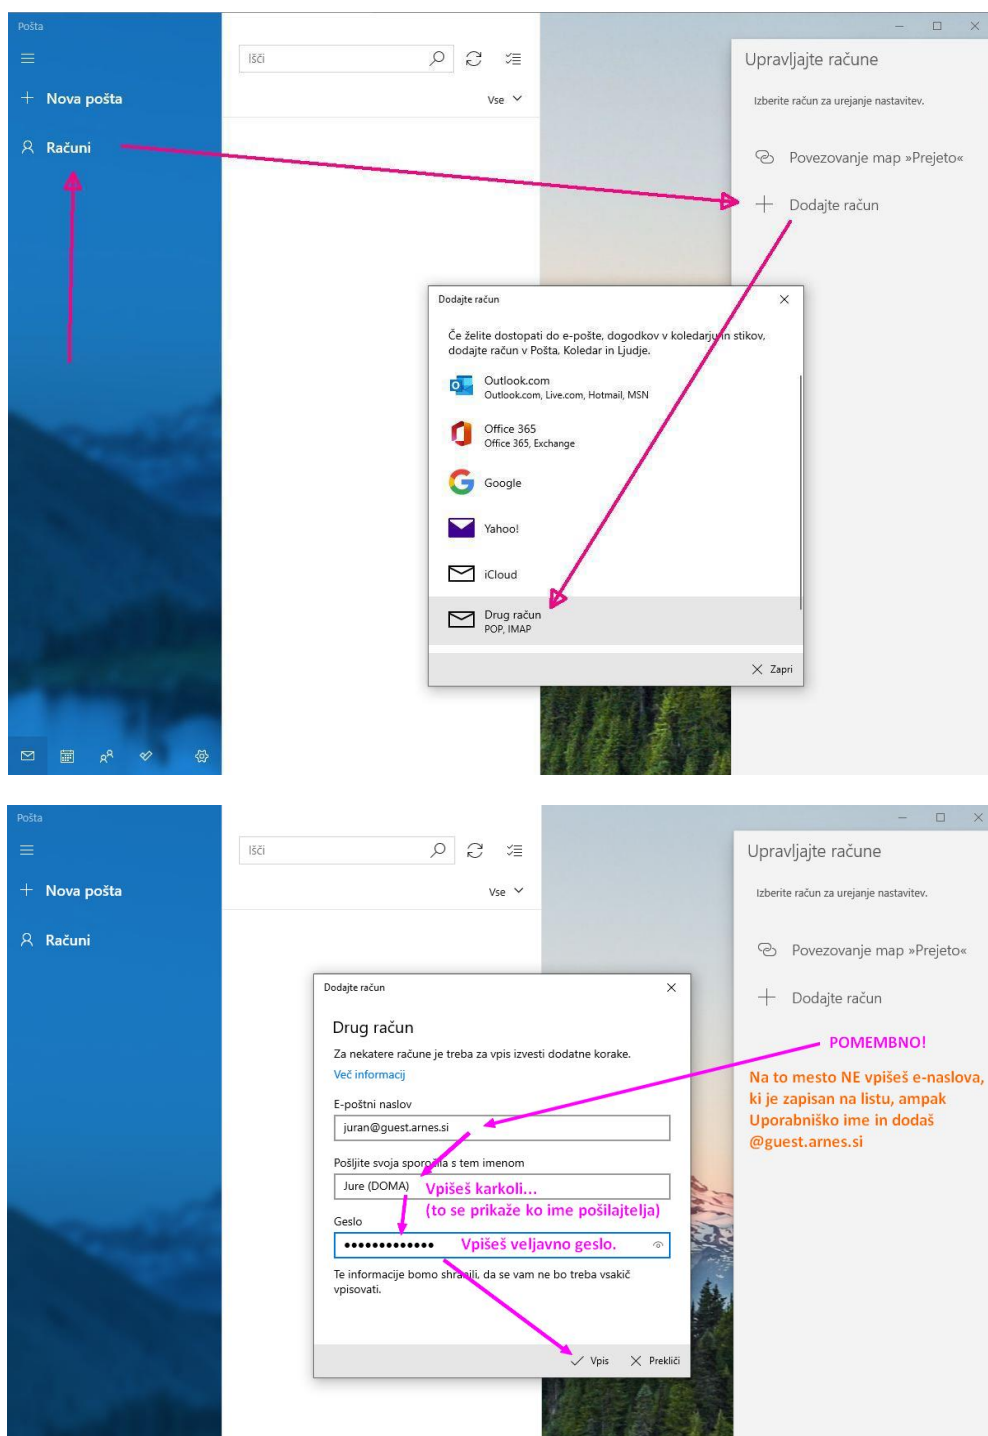 Pošta
Išči
Upravljajte račune
Nova pošta
Vse
Izberite račun za urejanje nastavitev.
Računi
Povezovanje map »Prejeto«
Dodajte račun
Dodajte račun
Če želite dostopati do e-pošte, dogodkov v koledarju in stikov,
dodajte račun v Pošta, Koledar in Ljudje.
Outlook.com
Outlook.com, Live.com, Hotmail, MSN
Office 365
Office 365, Exchange
Google
Yahoo!
iCloud
Drug račun
POP, IMAP
Zapri
Pošta
Išči
Upravljajte račune
Nova pošta
Vse
Izberite račun za urejanje nastavitev.
Računi
Povezovanje map »Prejeto«
Dodajte račun
Dodajte račun
Drug račun
Za nekatere račune je treba za vpis izvesti dodatne korake.
Več informacij
POMEMBNO!
Na to mesto NE vpišeš e-naslova,
ki je zapisan na listu, ampak
Uporabniško ime in dodaš
@guest.arnes.si
E-poštni naslov
juran@guest.arnes.si
Pošljite svoja sporočila s tem imenom
Jure (DOMA)
Vpišeš karkoli...
(to se prikaže ko ime pošilajtelja)
Geslo
•••••••••••••
Vpišeš veljavno geslo.
Te informacije bomo shranili, da se vam ne bo treba vsakič
vpisovati.
Vpis
Prekliči